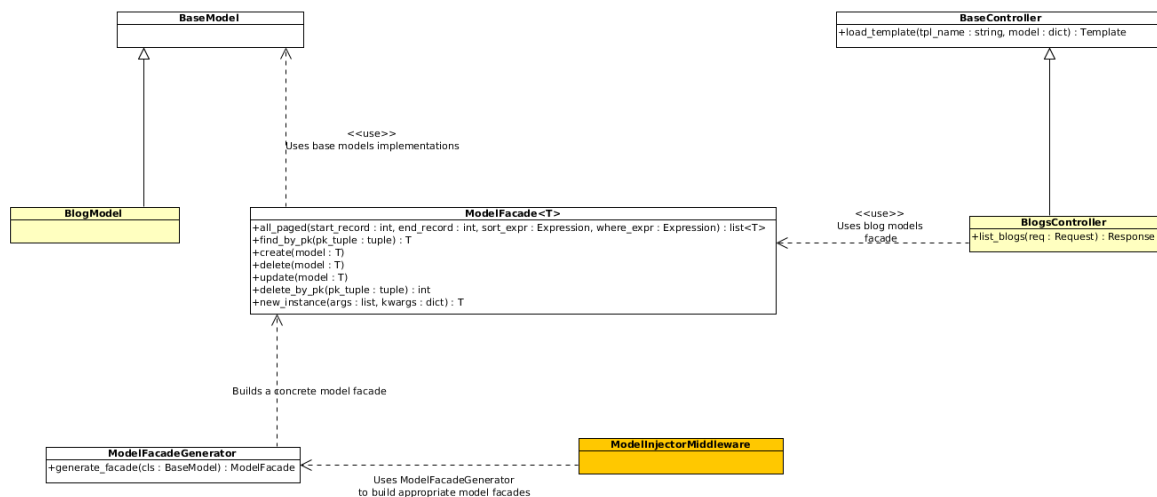 BaseModel
BaseController
+load_template(tpl_name : string, model : dict) : Template
<<use>>
Uses base models implementations
BlogModel
ModelFacade<T>
+all_paged(start_record : int, end_record : int, sort_expr : Expression, where_expr : Expression) : list<T>
+find_by_pk(pk_tuple : tuple) : T
+create(model : T)
+delete(model : T)
+update(model : T)
+delete_by_pk(pk_tuple : tuple) : int
+new_instance(args : list, kwargs : dict) : T
<<use>>
Uses blog models
facade
BlogsController
+list_blogs(req : Request) : Response
Builds a concrete model facade
ModelFacadeGenerator
+generate_facade(cls : BaseModel) : ModelFacade
ModelInjectorMiddleware
Uses ModelFacadeGenerator
to build appropriate model facades